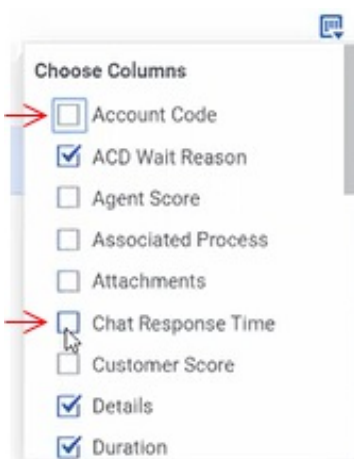 Choose Columns
Account Code
ACD Wait Reason
Agent Score
Associated Process
Attachments
Chat Response Time
Customer Score
Details
Duration